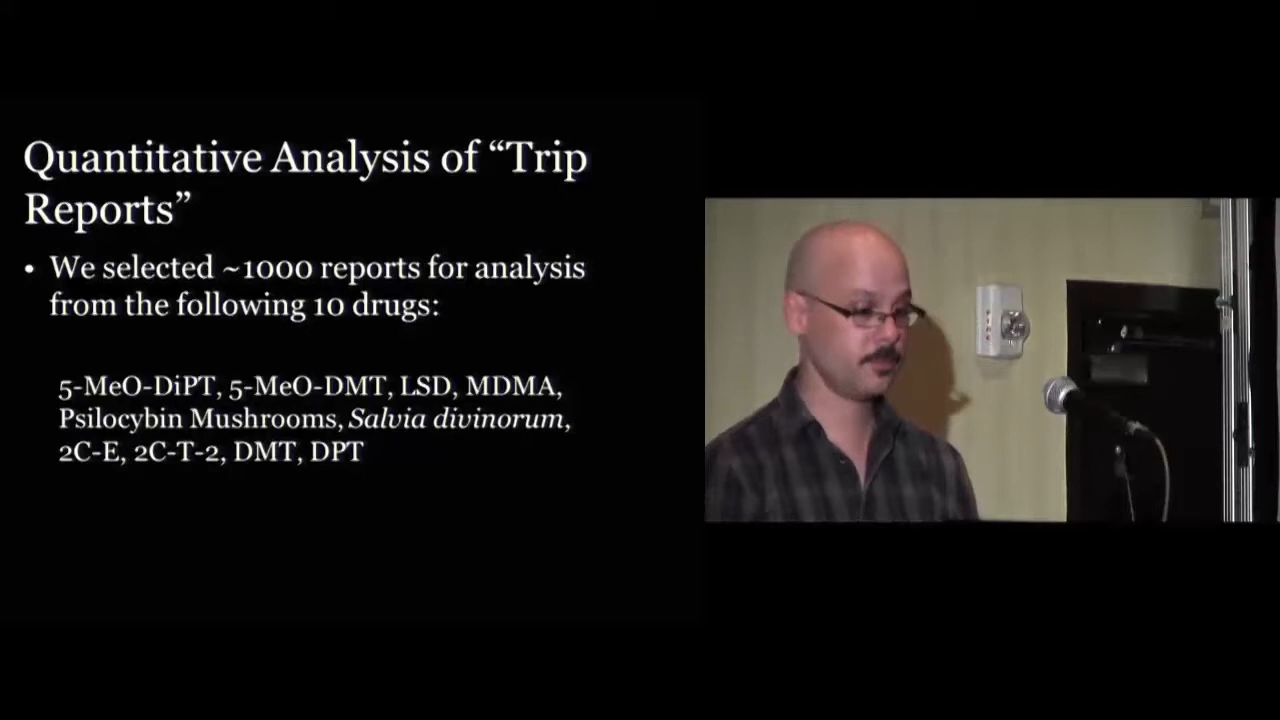 Quantitative Analysis of “Trip
Reports”
• We selected ~1000 reports for analysis
from the following 10 drugs:
5-MeO-DiPT, 5-MeO-DMT, LSD, MDMA,
Psilocybin Mushrooms, Salvia divinorum,
2C-E, 2C-T-2, DMT, DPT